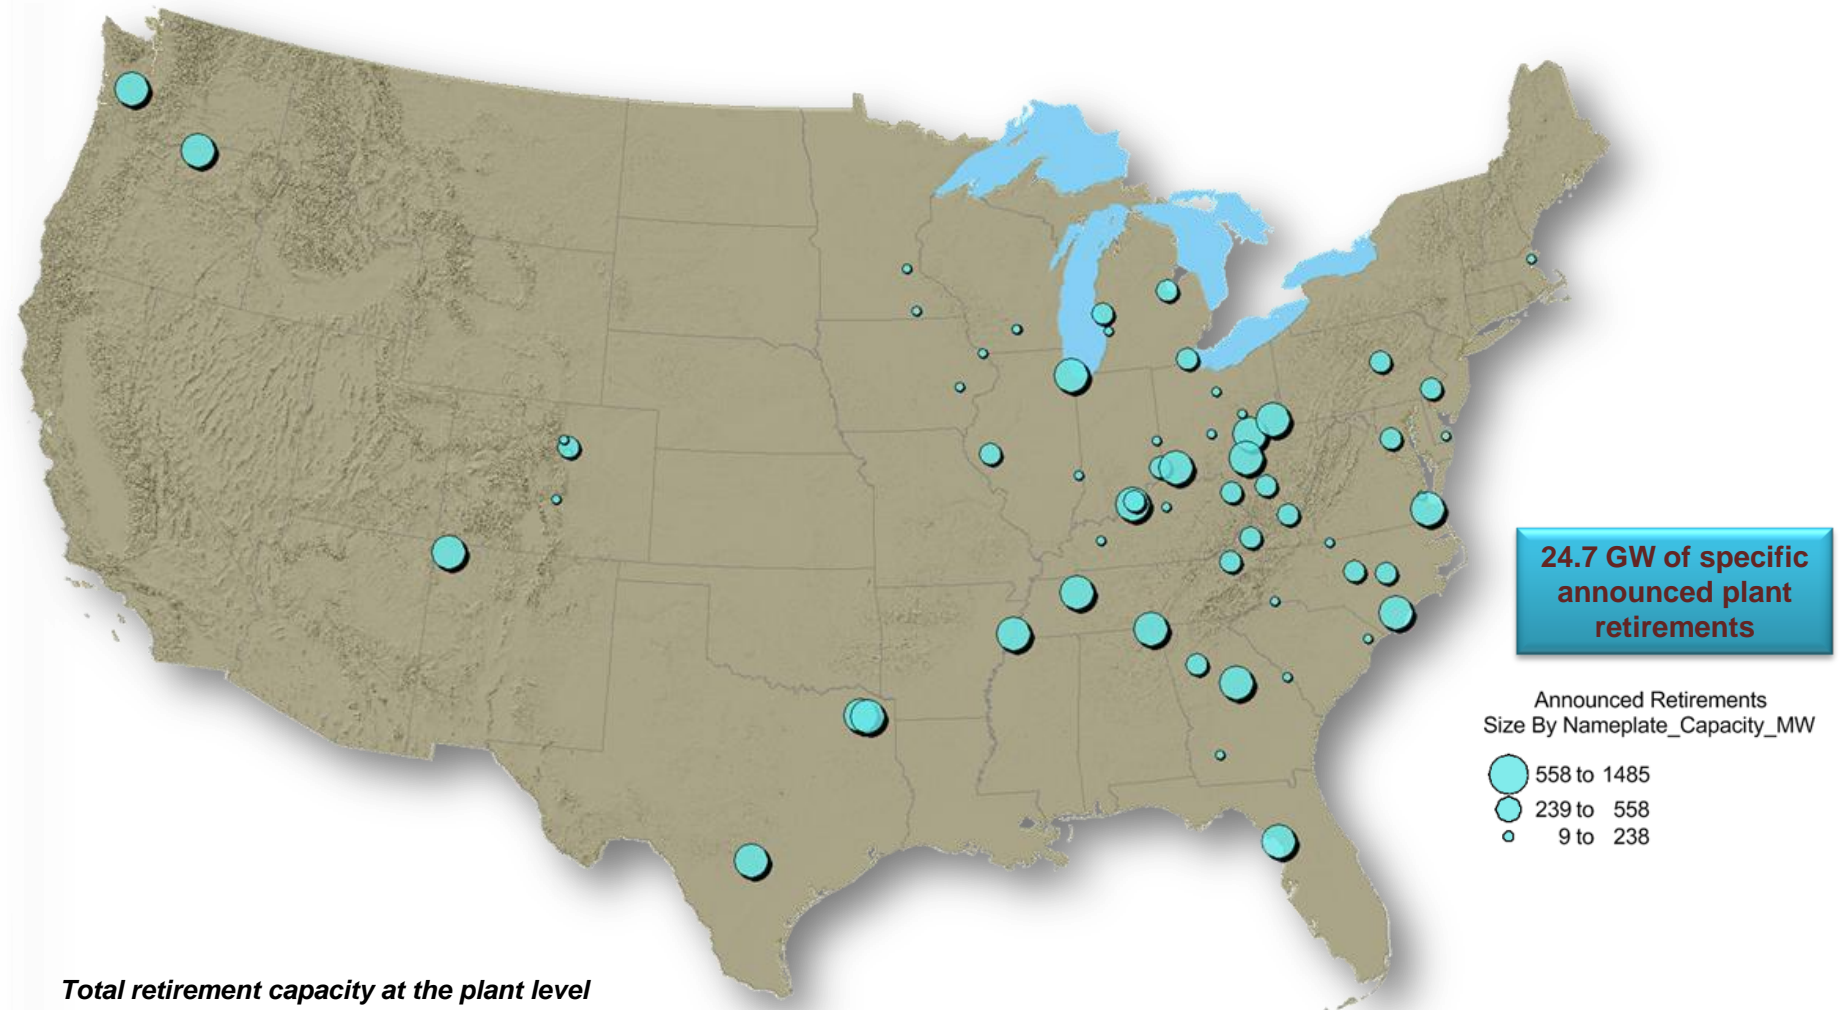 24.7 GW of specific
announced plant
retirements
Announced Retirements
Size By Nameplate_Capacity_MW
558 to 1485
239 to 558
9 to 238
Total retirement capacity at the plant level